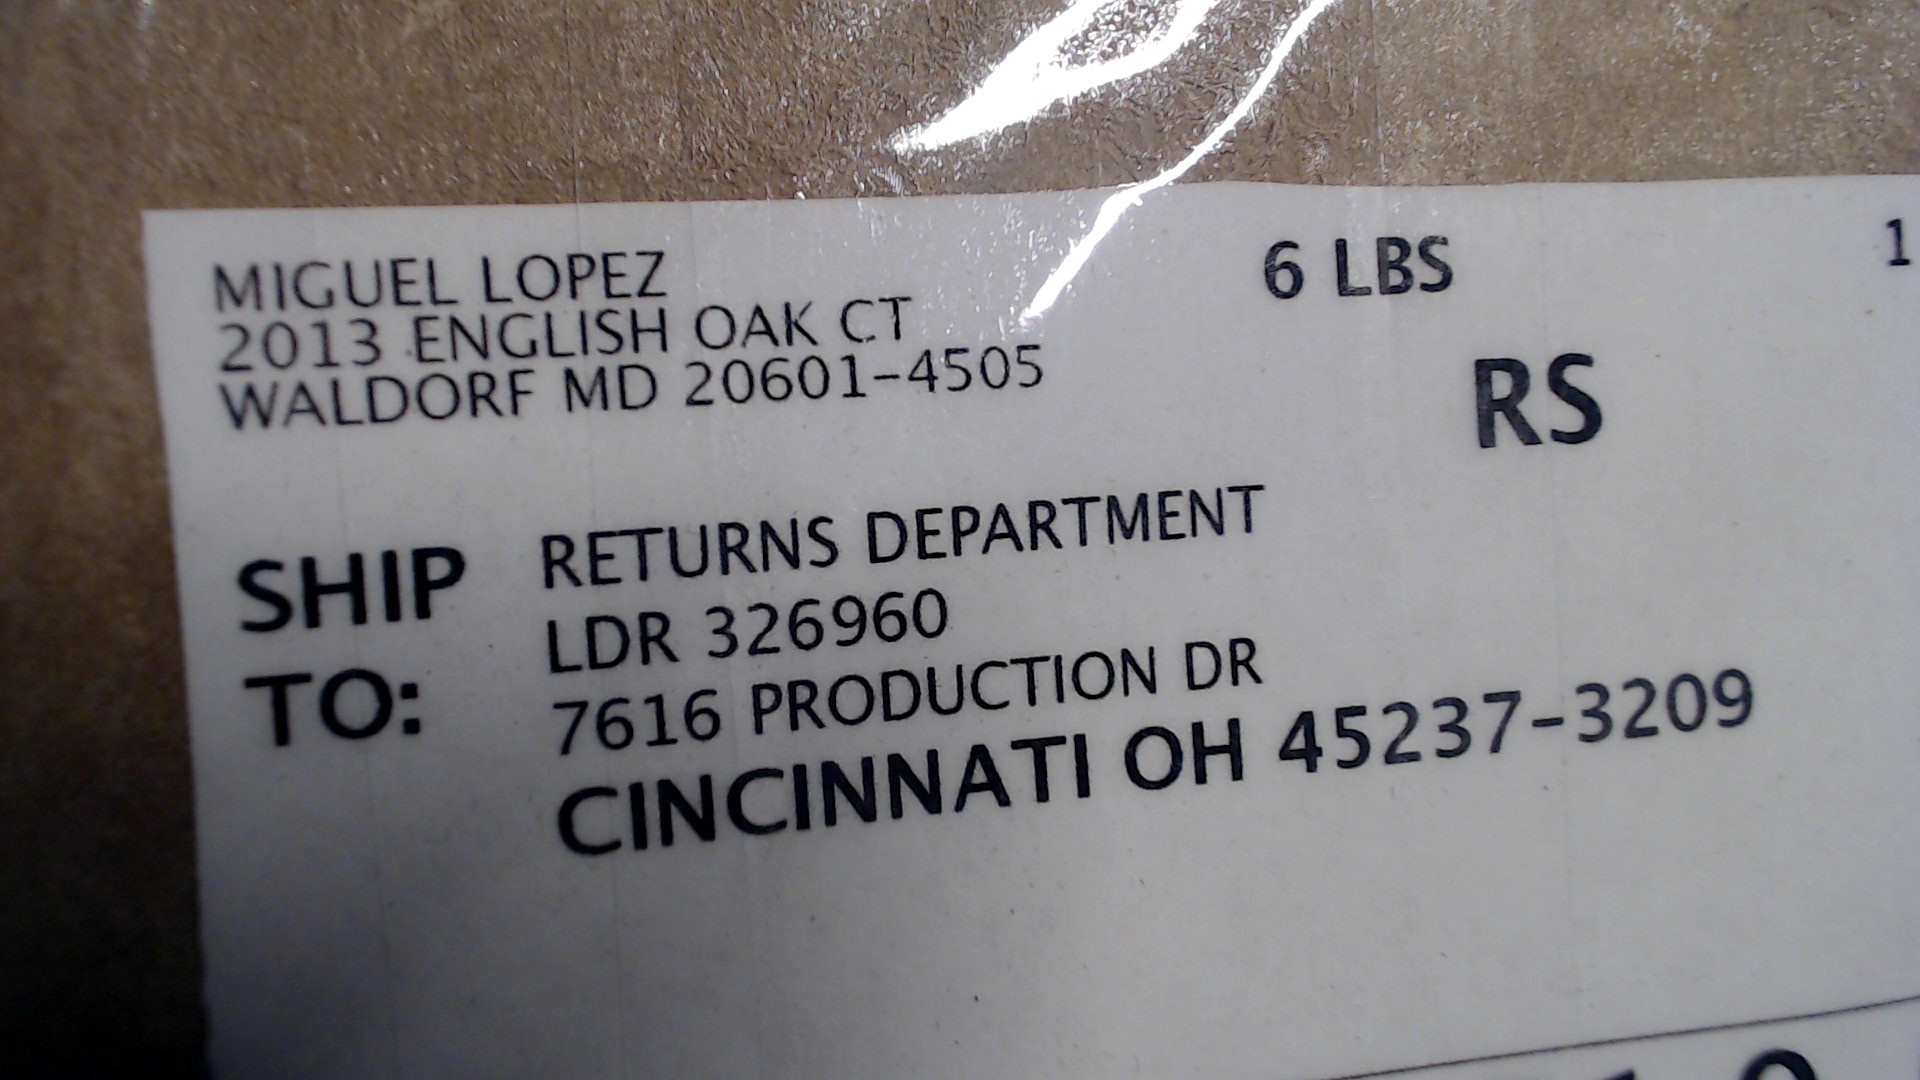 MIGUEL LOPEZ
2013 ENGLISH OAK CT
WALDORF MD 20601-4505
6 LBS
1
RS
SHIP TO:
RETURNS DEPARTMENT
LDR 326960
7616 PRODUCTION DR
CINCINNATI OH 45237-3209